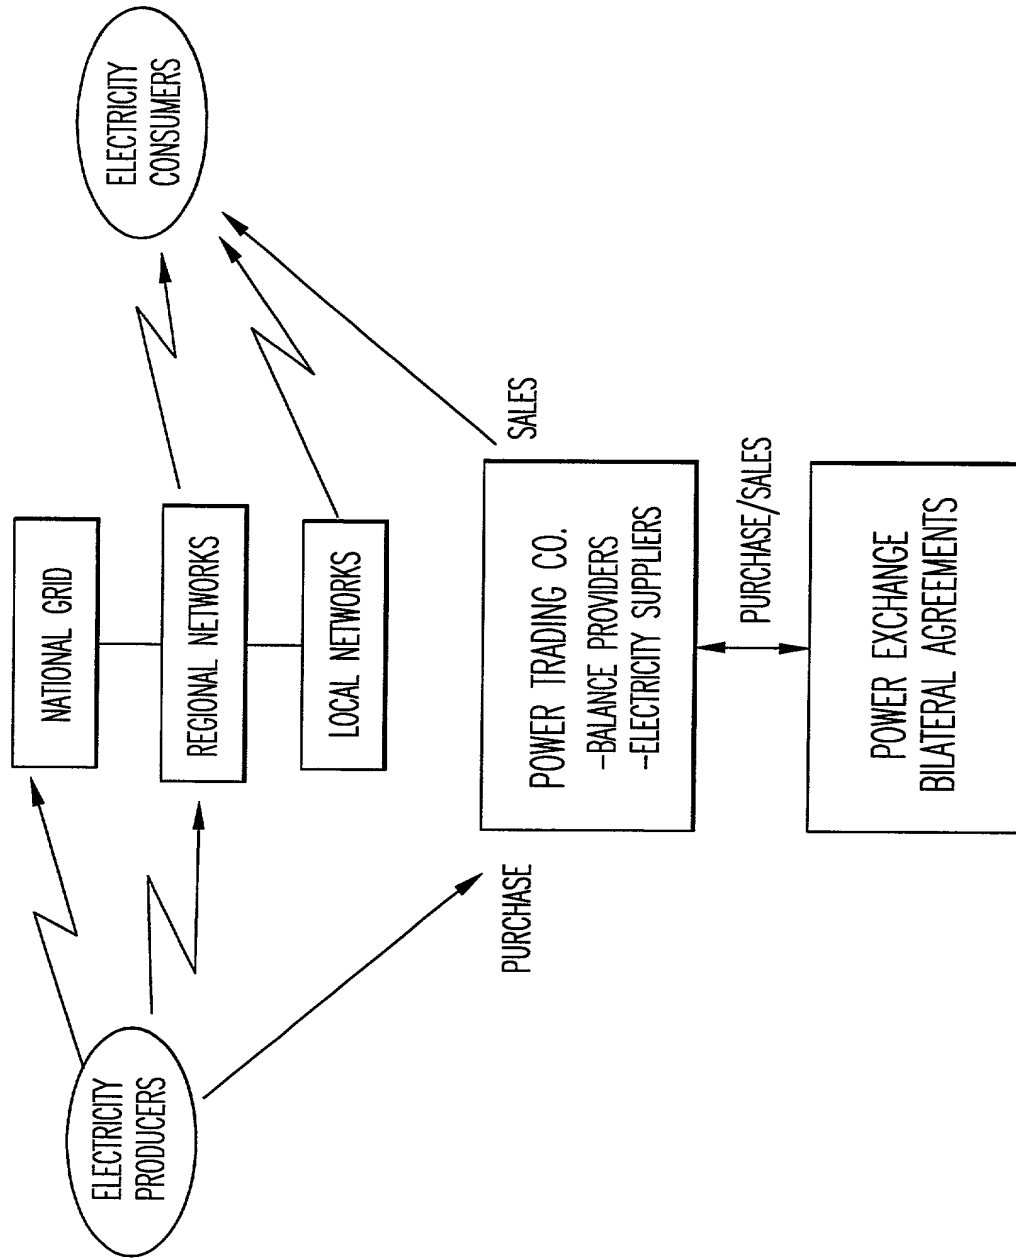 ELECTRICITY
PRODUCERS
NATIONAL GRID
REGIONAL NETWORKS
LOCAL NETWORKS
ELECTRICITY
CONSUMERS
PURCHASE
POWER TRADING CO.
-BALANCE PROVIDERS
-ELECTRICITY SUPPLIERS
SALES
PURCHASE/SALES
POWER EXCHANGE
BILATERAL AGREEMENTS